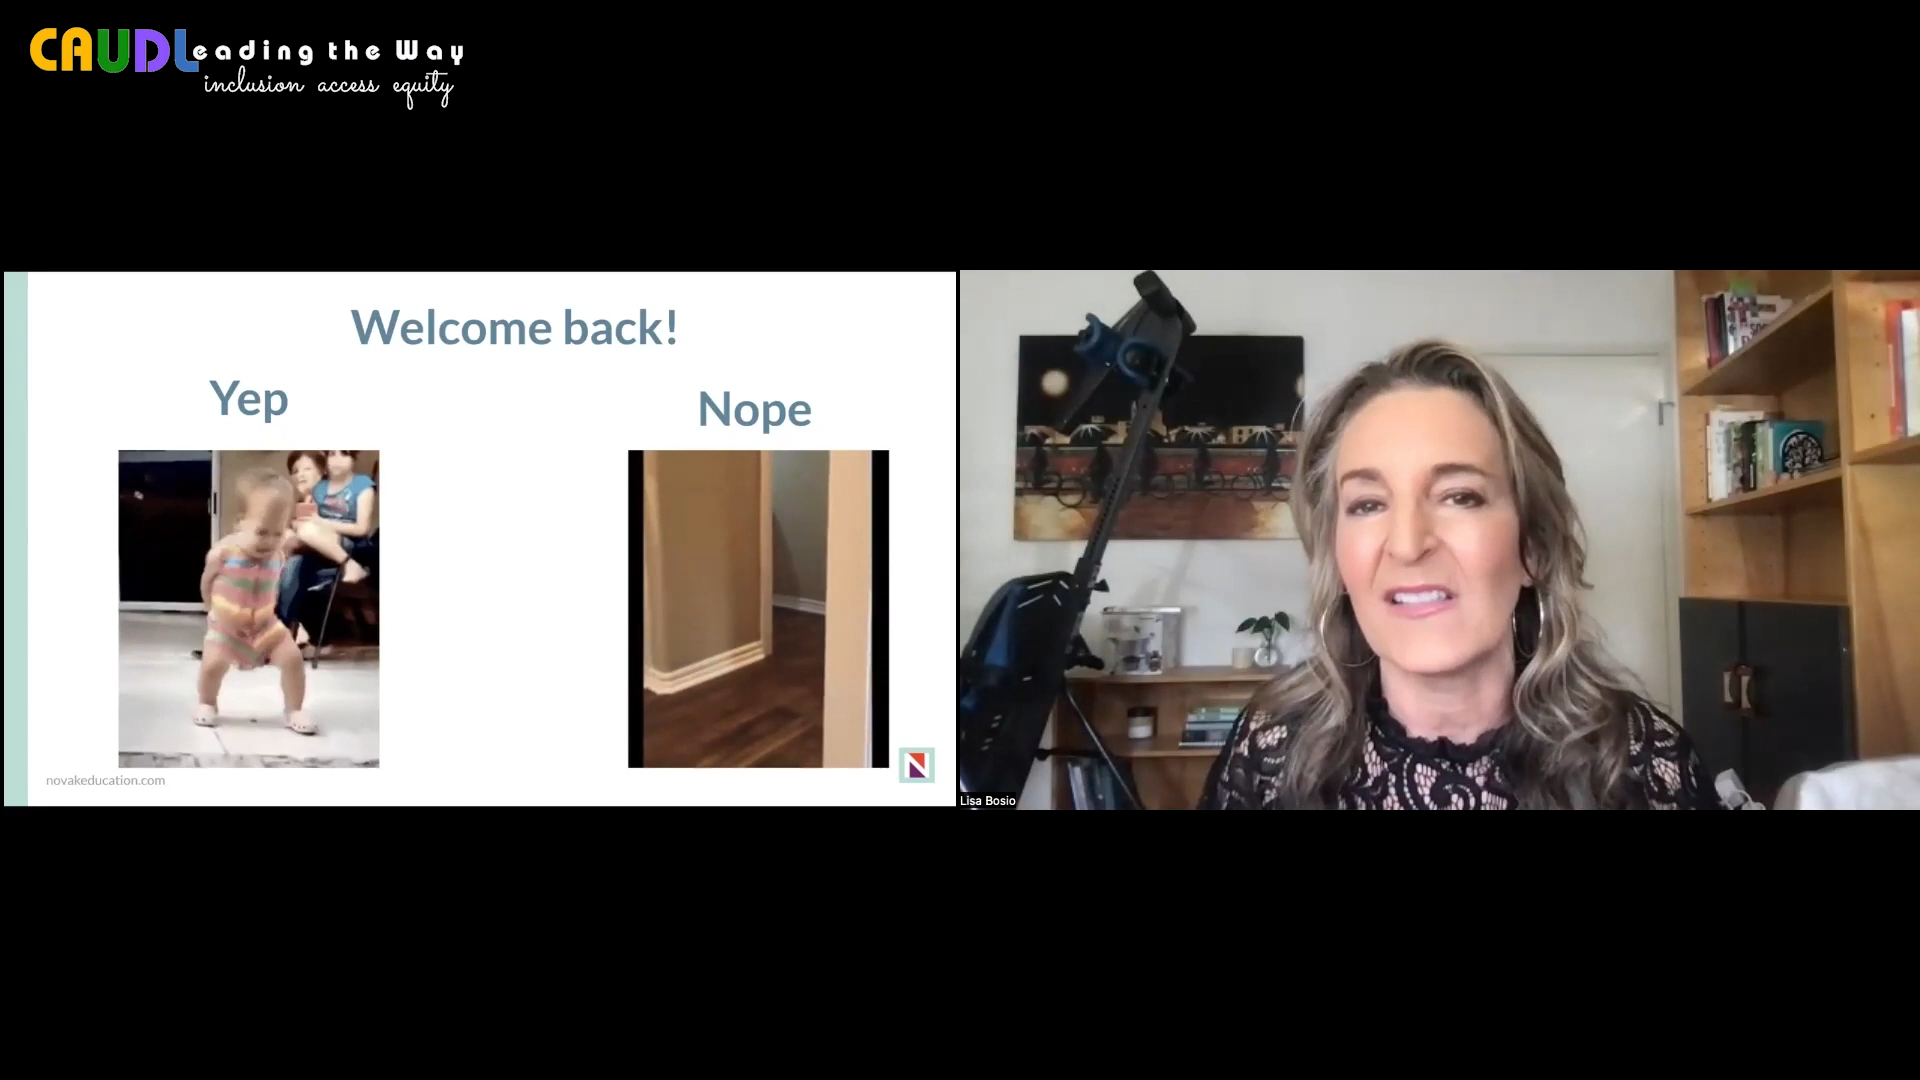 CAUDLeading the Way
inclusion access equity
Welcome back!
Yep
Nope
novakeducation.com
N
Lisa Bosio